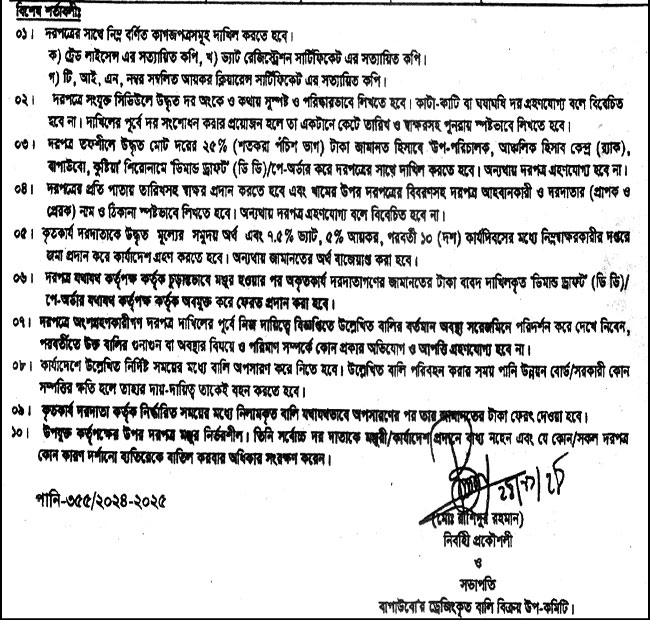 বিশেষ শর্তাবলী:
০১। দরপত্রের সাথে নিম্ন বর্ণিত কাগজপত্রসমূহ দাখিল করতে হবে।
ক) ট্রেড লাইসেন্স এর সত্যায়িত কপি, খ) ভ্যাট রেজিস্ট্রেশন সার্টিফিকেট এর সত্যায়িত কপি।
গ) টি, আই, এন, নম্বর সম্বলিত আয়কর ক্লিয়ারেন্স সার্টিফিকেট এর সত্যায়িত কপি।
০২। দরপত্রে সংযুক্ত সিডিউলে উদ্ধৃত দর অংকে ও কথায় সুস্পষ্ট ও পরিষ্কারভাবে লিখতে হবে। কাটা-কাটি বা ঘষামাঝি দর গ্রহণযোগ্য বলে বিবেচিত
হবে না। দাখিলের পূর্বে দর সংশোধন করার প্রয়োজন হলে তা একটানে কেটে তারিখ ও স্বাক্ষরসহ পুনরায় স্পষ্টভাবে লিখতে হবে।
০৩। দরপত্র তফসীলে উদ্ধৃত মোট দরের ২৫% (শতকরা পঁচিশ ভাগ) টাকা জামানত হিসাবে 'উপ-পরিচালক, আঞ্চলিক হিসাব কেন্দ্র (র‍্যাক),
বাপাউবো, কুষ্টিয়া' শিরোনামে 'ডিমান্ড ড্রাফট' (ডি ডি)/পে-অর্ডার করে দরপত্রের সাথে দাখিল করতে হবে। অন্যথায় দরপত্র গ্রহণযোগ্য হবে না।
০৪। দরপত্রের প্রতি পাতায় তারিখসহ স্বাক্ষর প্রদান করতে হবে এবং খামের উপর দরপত্রের বিবরণসহ দরপত্র আহবানকারী ও দরদাতার (প্রাপক ও
প্রেরক) নাম ও ঠিকানা স্পষ্টভাবে লিখতে হবে। অন্যথায় দরপত্র গ্রহণযোগ্য বলে বিবেচিত হবে না।
০৫। কৃতকার্য দরদাতাকে উদ্ধৃত মূল্যের সমুদয় অর্থ এবং ৭.৫% ভ্যাট, ৫% আয়কর, পরবর্তী ১০ (দশ) কার্যদিবসের মধ্যে নিম্নস্বাক্ষরকারীর দপ্তরে
জমা প্রদান করে কার্যাদেশ গ্রহণ করতে হবে। অন্যথায় জামানতের অর্থ বাজেয়াপ্ত করা হবে।
০৬। দরপত্র যথাযথ কর্তৃপক্ষ কর্তৃক চুড়ান্তভাবে মঞ্জুর হওয়ার পর অকৃতকার্য দরদাতাগণের জামানতের টাকা বাবদ দাখিলকৃত 'ডিমান্ড ড্রাফট' (ডি ডি)/
পে-অর্ডার যথাযথ কর্তৃপক্ষ কর্তৃক অবমুক্ত করে ফেরত প্রদান করা হবে।
০৭। দরপত্রে অংশগ্রহণকারীগণ দরপত্র দাখিলের পূর্বে নিজ দায়িত্বে বিজ্ঞপ্তিতে উল্লেখিত বালির বর্তমান অবস্থা সরেজমিনে পরিদর্শন করে দেখে নিবেন,
পরবর্তীতে উক্ত বালির গুনাগুন বা অবস্থার বিষয়ে ও পরিমাণ সম্পর্কে কোন প্রকার অভিযোগ ও আপত্তি গ্রহণযোগ্য হবে না।
০৮। কার্যাদেশে উল্লেখিত নির্দিষ্ট সময়ের মধ্যে বালি অপসারণ করে নিতে হবে। উল্লেখিত বালি পরিবহন করার সময় পানি উন্নয়ন বোর্ড/সরকারী কোন
সম্পত্তির ক্ষতি হলে তাহার দায়-দায়িত্ব তাকেই বহন করতে হবে।
০৯। কৃতকার্য দরদাতা কর্তৃক নির্ধারিত সময়ের মধ্যে নিলামকৃত বালি যথাযথভাবে অপসারণের পর তার জামানতের টাকা ফেরৎ দেওয়া হবে।
১০। উপযুক্ত কর্তৃপক্ষের উপর দরপত্র মঞ্জুর নির্ভরশীল। তিনি সর্বোচ্চ দর দাতাকে মঞ্জুরী/কার্যাদেশ প্রদানে বাধ্য নহেন এবং যে কোন/সকল দরপত্র
কোন কারণ দর্শানো ব্যতিরেকে বাতিল করবার অধিকার সংরক্ষণ করেন।
পানি-৩৫৫/২০২৪-২০২৫
(মোঃ রাশিদুর রহমান)
নির্বাহী প্রকৌশলী
ও
সভাপতি
বাপাউবো'র ড্রেজিংকৃত বালি বিক্রয় উপ-কমিটি।